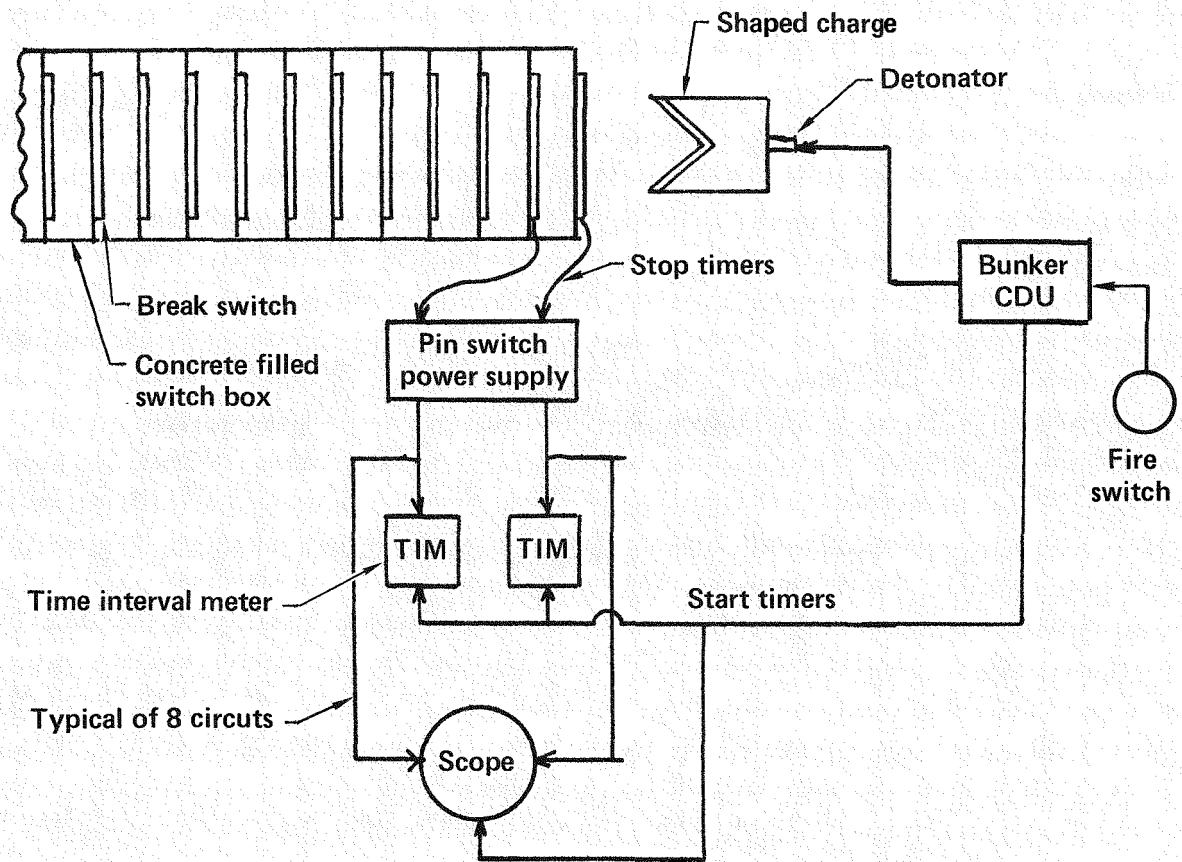 Shaped charge
Detonator
Stop timers
Break switch
Bunker
CDU
Pin switch
power supply
Concrete filled
switch box
Fire
switch
TIM
TIM
Time interval meter
Start timers
Typical of 8 circuts
Scope